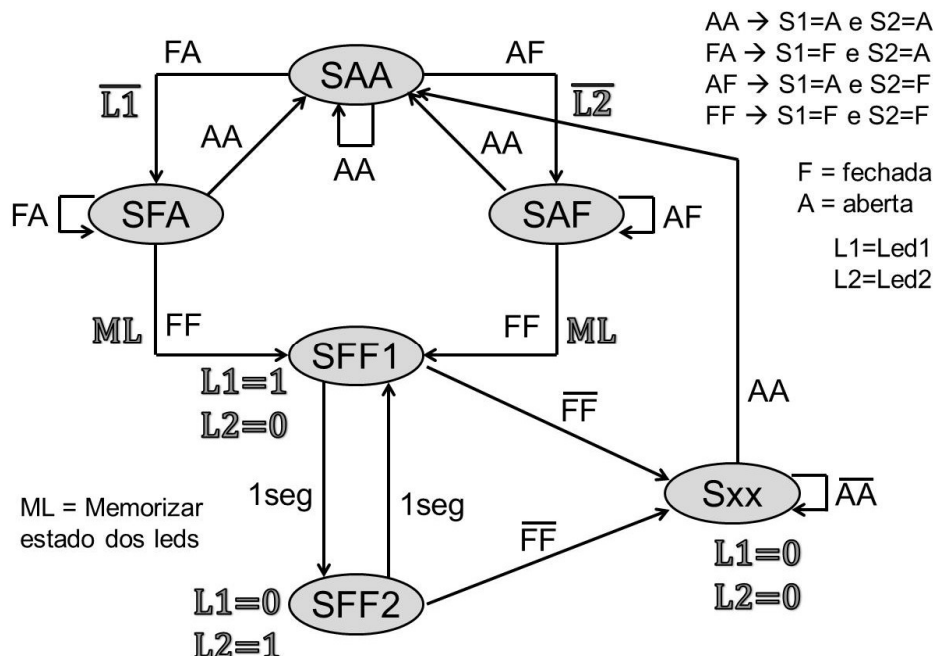 AA → S1=A e S2=A
FA → S1=F e S2=A
AF → S1=A e S2=F
FF → S1=F e S2=F
F = fechada
A = aberta
L1=Led1
L2=Led2
FA
SAA
AF
L1̅
L2̅
AA
AA
AA
FA
SFA
SAF
AF
ML
FF
FF
ML
SFF1
L1=1
L2=0
F̅F̅
AA
1seg
1seg
Sxx
A̅A̅
ML = Memorizar
estado dos leds
F̅F̅
L1=0
L2=0
L1=0
L2=1
SFF2